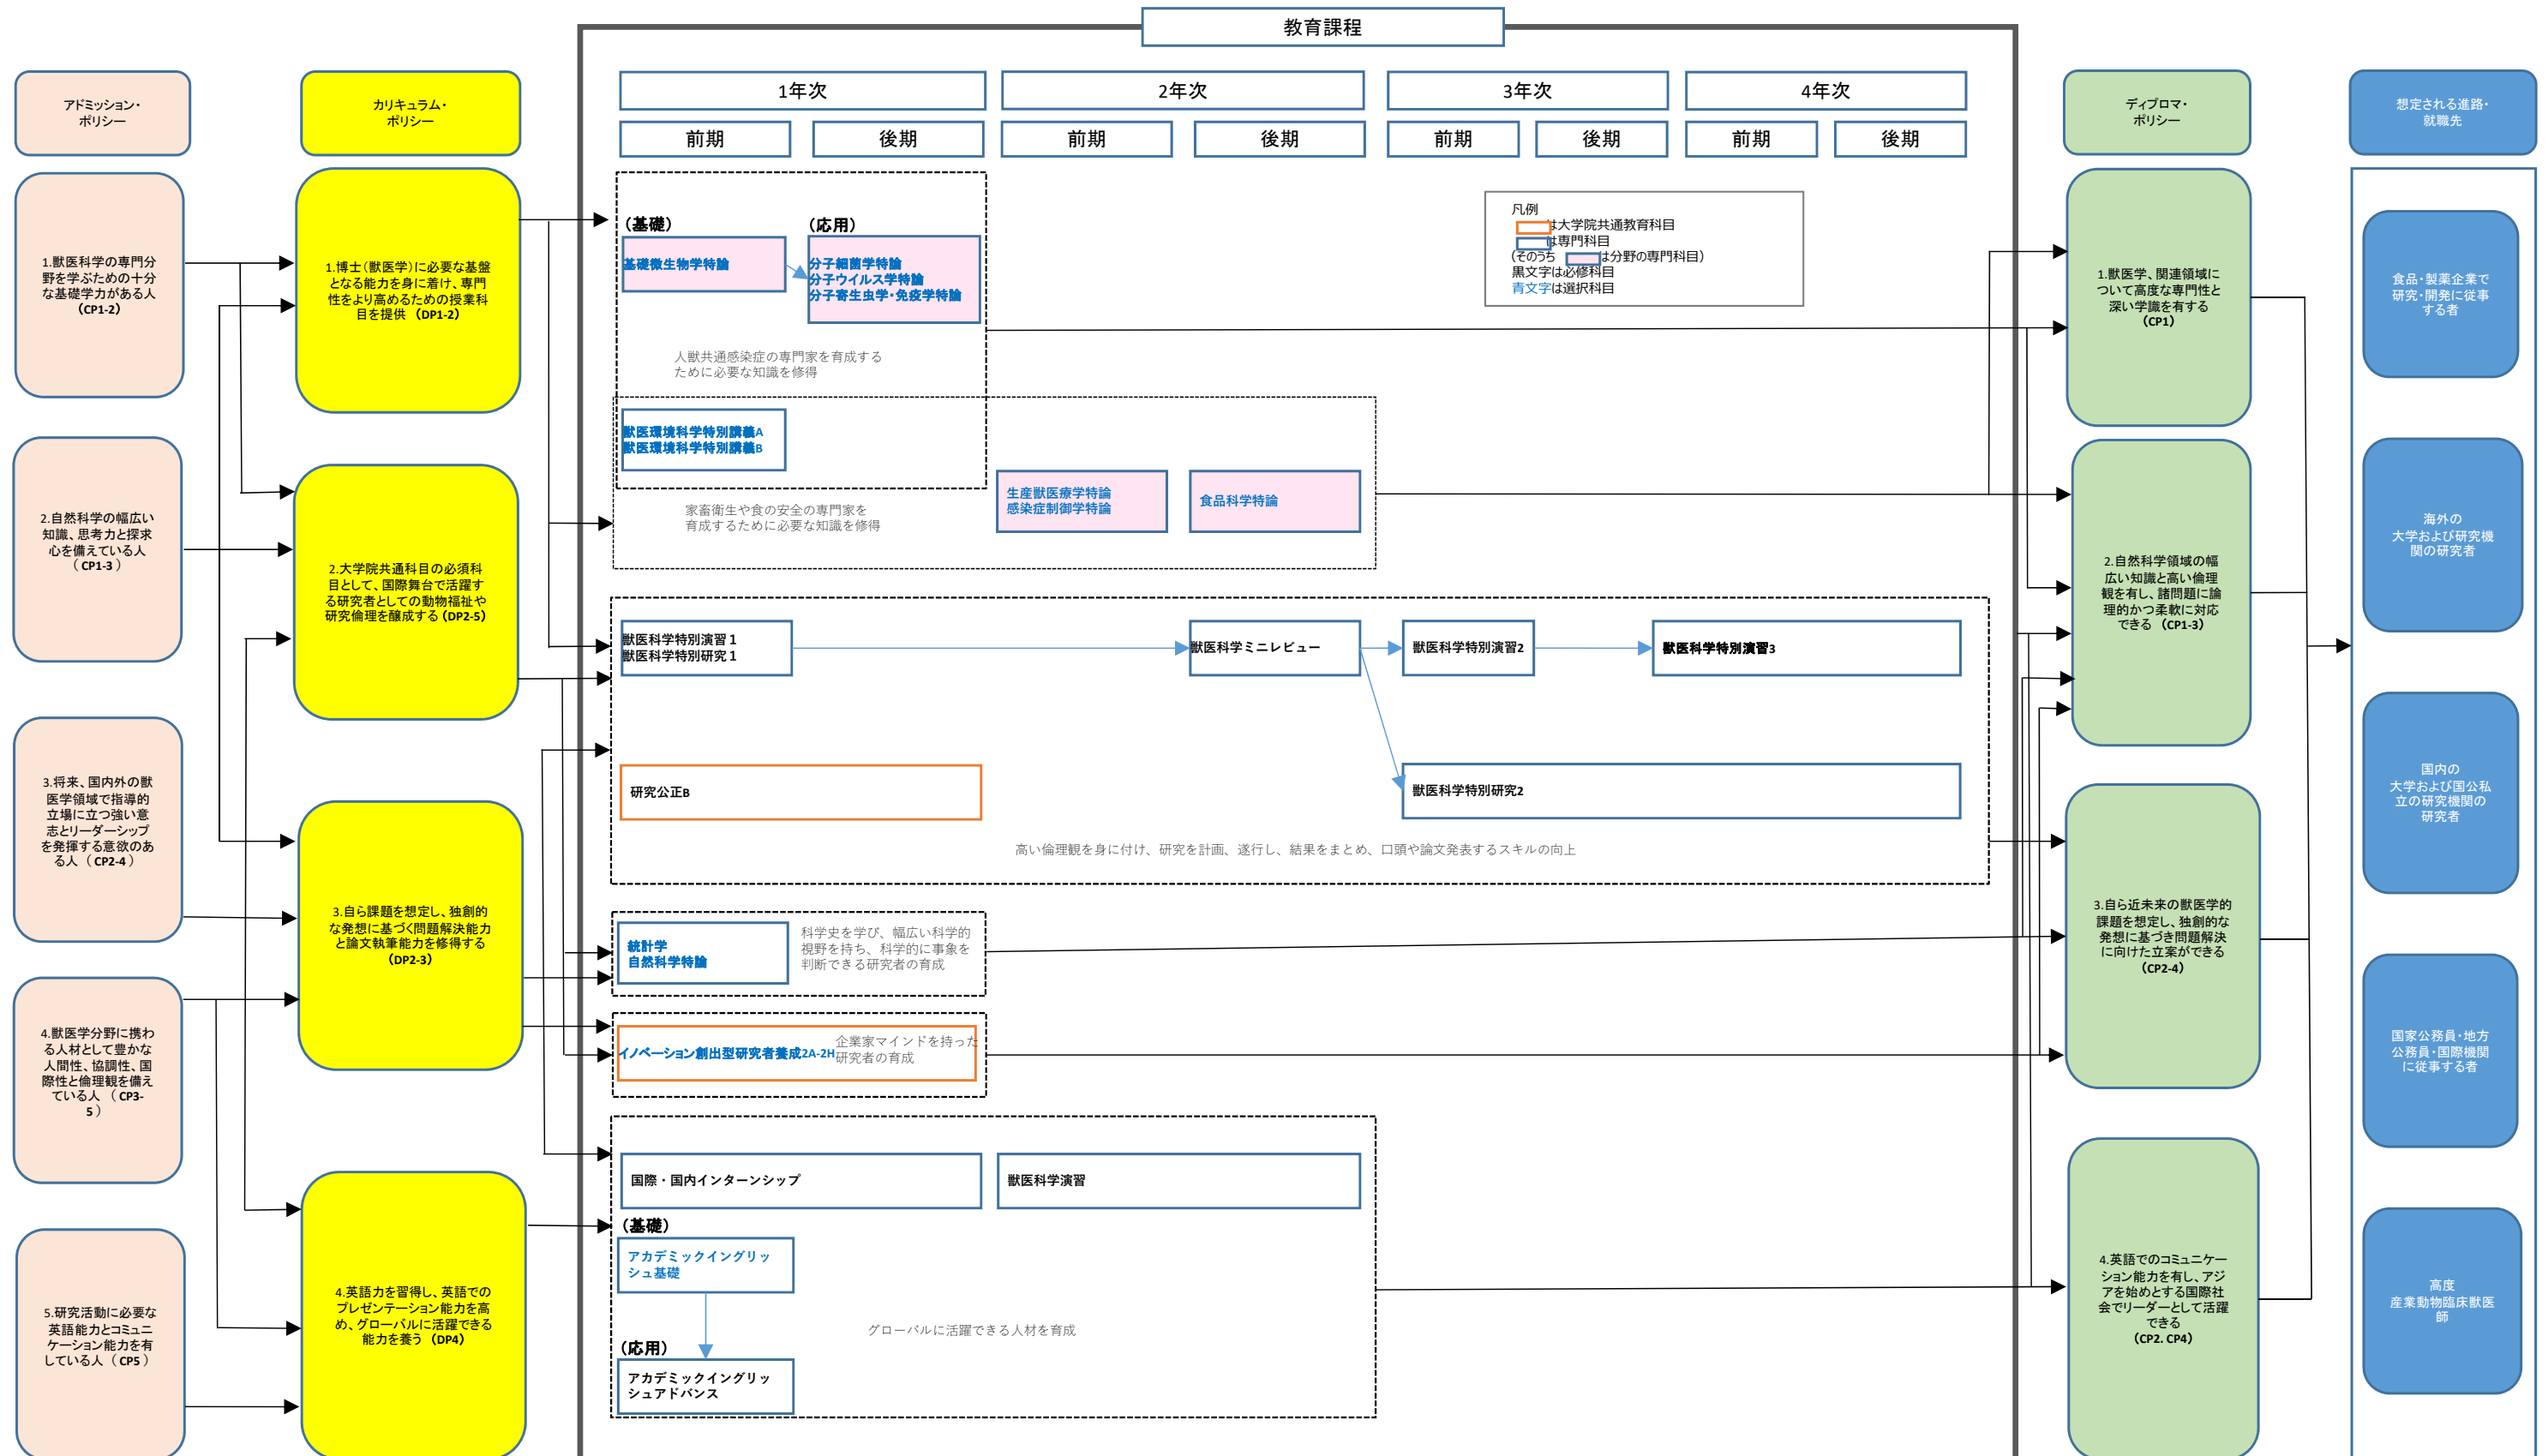 教育課程
アドミッション・
ポリシー
カリキュラム・
ポリシー
1年次
2年次
3年次
4年次
前期
後期
前期
後期
前期
後期
前期
後期
ディプロマ・
ポリシー
想定される進路・
就職先
1.獣医科学の専門分
野を学ぶための十分
な基礎学力がある人
(CP1-2)
2.自然科学の幅広い
知識、思考力と探求
心を備えている人
（CP1-3）
3.将来、国内外の獣
医学領域で指導的
立場に立つ強い意
志とリーダーシップ
を発揮する意欲のあ
る人（CP2-4）
4.獣医学分野に携わ
る人材として豊かな
人間性、協調性、国
際性と倫理観を備え
ている人 （CP3-
5）
5.研究活動に必要な
英語能力とコミュニ
ケーション能力を有
している人（CP5）
1.博士（獣医学）に必要な基盤
となる能力を身に着け、専門
性をより高めるための授業科
目を提供 （DP1-2）
2.大学院共通科目の必須科
目として、国際舞台で活躍す
る研究者としての動物福祉や
研究倫理を醸成する（DP2-5）
3.自ら課題を想定し、独創的
な発想に基づく問題解決能力
と論文執筆能力を修得する
(DP2-3)
4.英語力を習得し、英語での
プレゼンテーション能力を高
め、グローバルに活躍できる
能力を養う （DP4）
（基礎）
（応用）
基礎微生物学特論
分子細菌学特論
分子ウイルス学特論
分子寄生虫学・免疫学特論
人獣共通感染症の専門家を育成する
ために必要な知識を修得
凡例
は大学院共通教育科目
は専門科目
（そのうち は分野の専門科目）
黒文字は必修科目
青文字は選択科目
獣医環境科学特別講義A
獣医環境科学特別講義B
家畜衛生や食の安全の専門家を
育成するために必要な知識を修得
生産獣医療学特論
感染症制御学特論
食品科学特論
獣医科学特別演習１
獣医科学特別研究１
獣医科学ミニレビュー
獣医科学特別演習2
獣医科学特別演習3
研究公正B
獣医科学特別研究2
高い倫理観を身に付け、研究を計画、遂行し、結果をまとめ、口頭や論文発表するスキルの向上
統計学
自然科学特論
科学史を学び、幅広い科学的
視野を持ち、科学的に事象を
判断できる研究者の育成
イノベーション創出型研究者養成2A-2H
企業家マインドを持った
研究者の育成
国際・国内インターンシップ
獣医科学演習
（基礎）
アカデミックイングリッ
シュ基礎
グローバルに活躍できる人材を育成
（応用）
アカデミックイングリッ
シュアドバンス
1.獣医学、関連領域に
ついて高度な専門性と
深い学識を有する
(CP1)
2.自然科学領域の幅
広い知識と高い倫理
観を有し、諸問題に論
理的かつ柔軟に対応
できる （CP1-3）
3.自ら近未来の獣医学的
課題を想定し、独創的な
発想に基づき問題解決
に向けた立案ができる
(CP2-4)
4.英語でのコミュニケー
ション能力を有し、アジ
アを始めとする国際社
会でリーダーとして活躍
できる
(CP2. CP4)
食品・製薬企業で
研究・開発に従事
する者
海外の
大学および研究機
関の研究者
国内の
大学および国公私
立の研究機関の
研究者
国家公務員・地方
公務員・国際機関
に従事する者
高度
産業動物臨床獣医
師